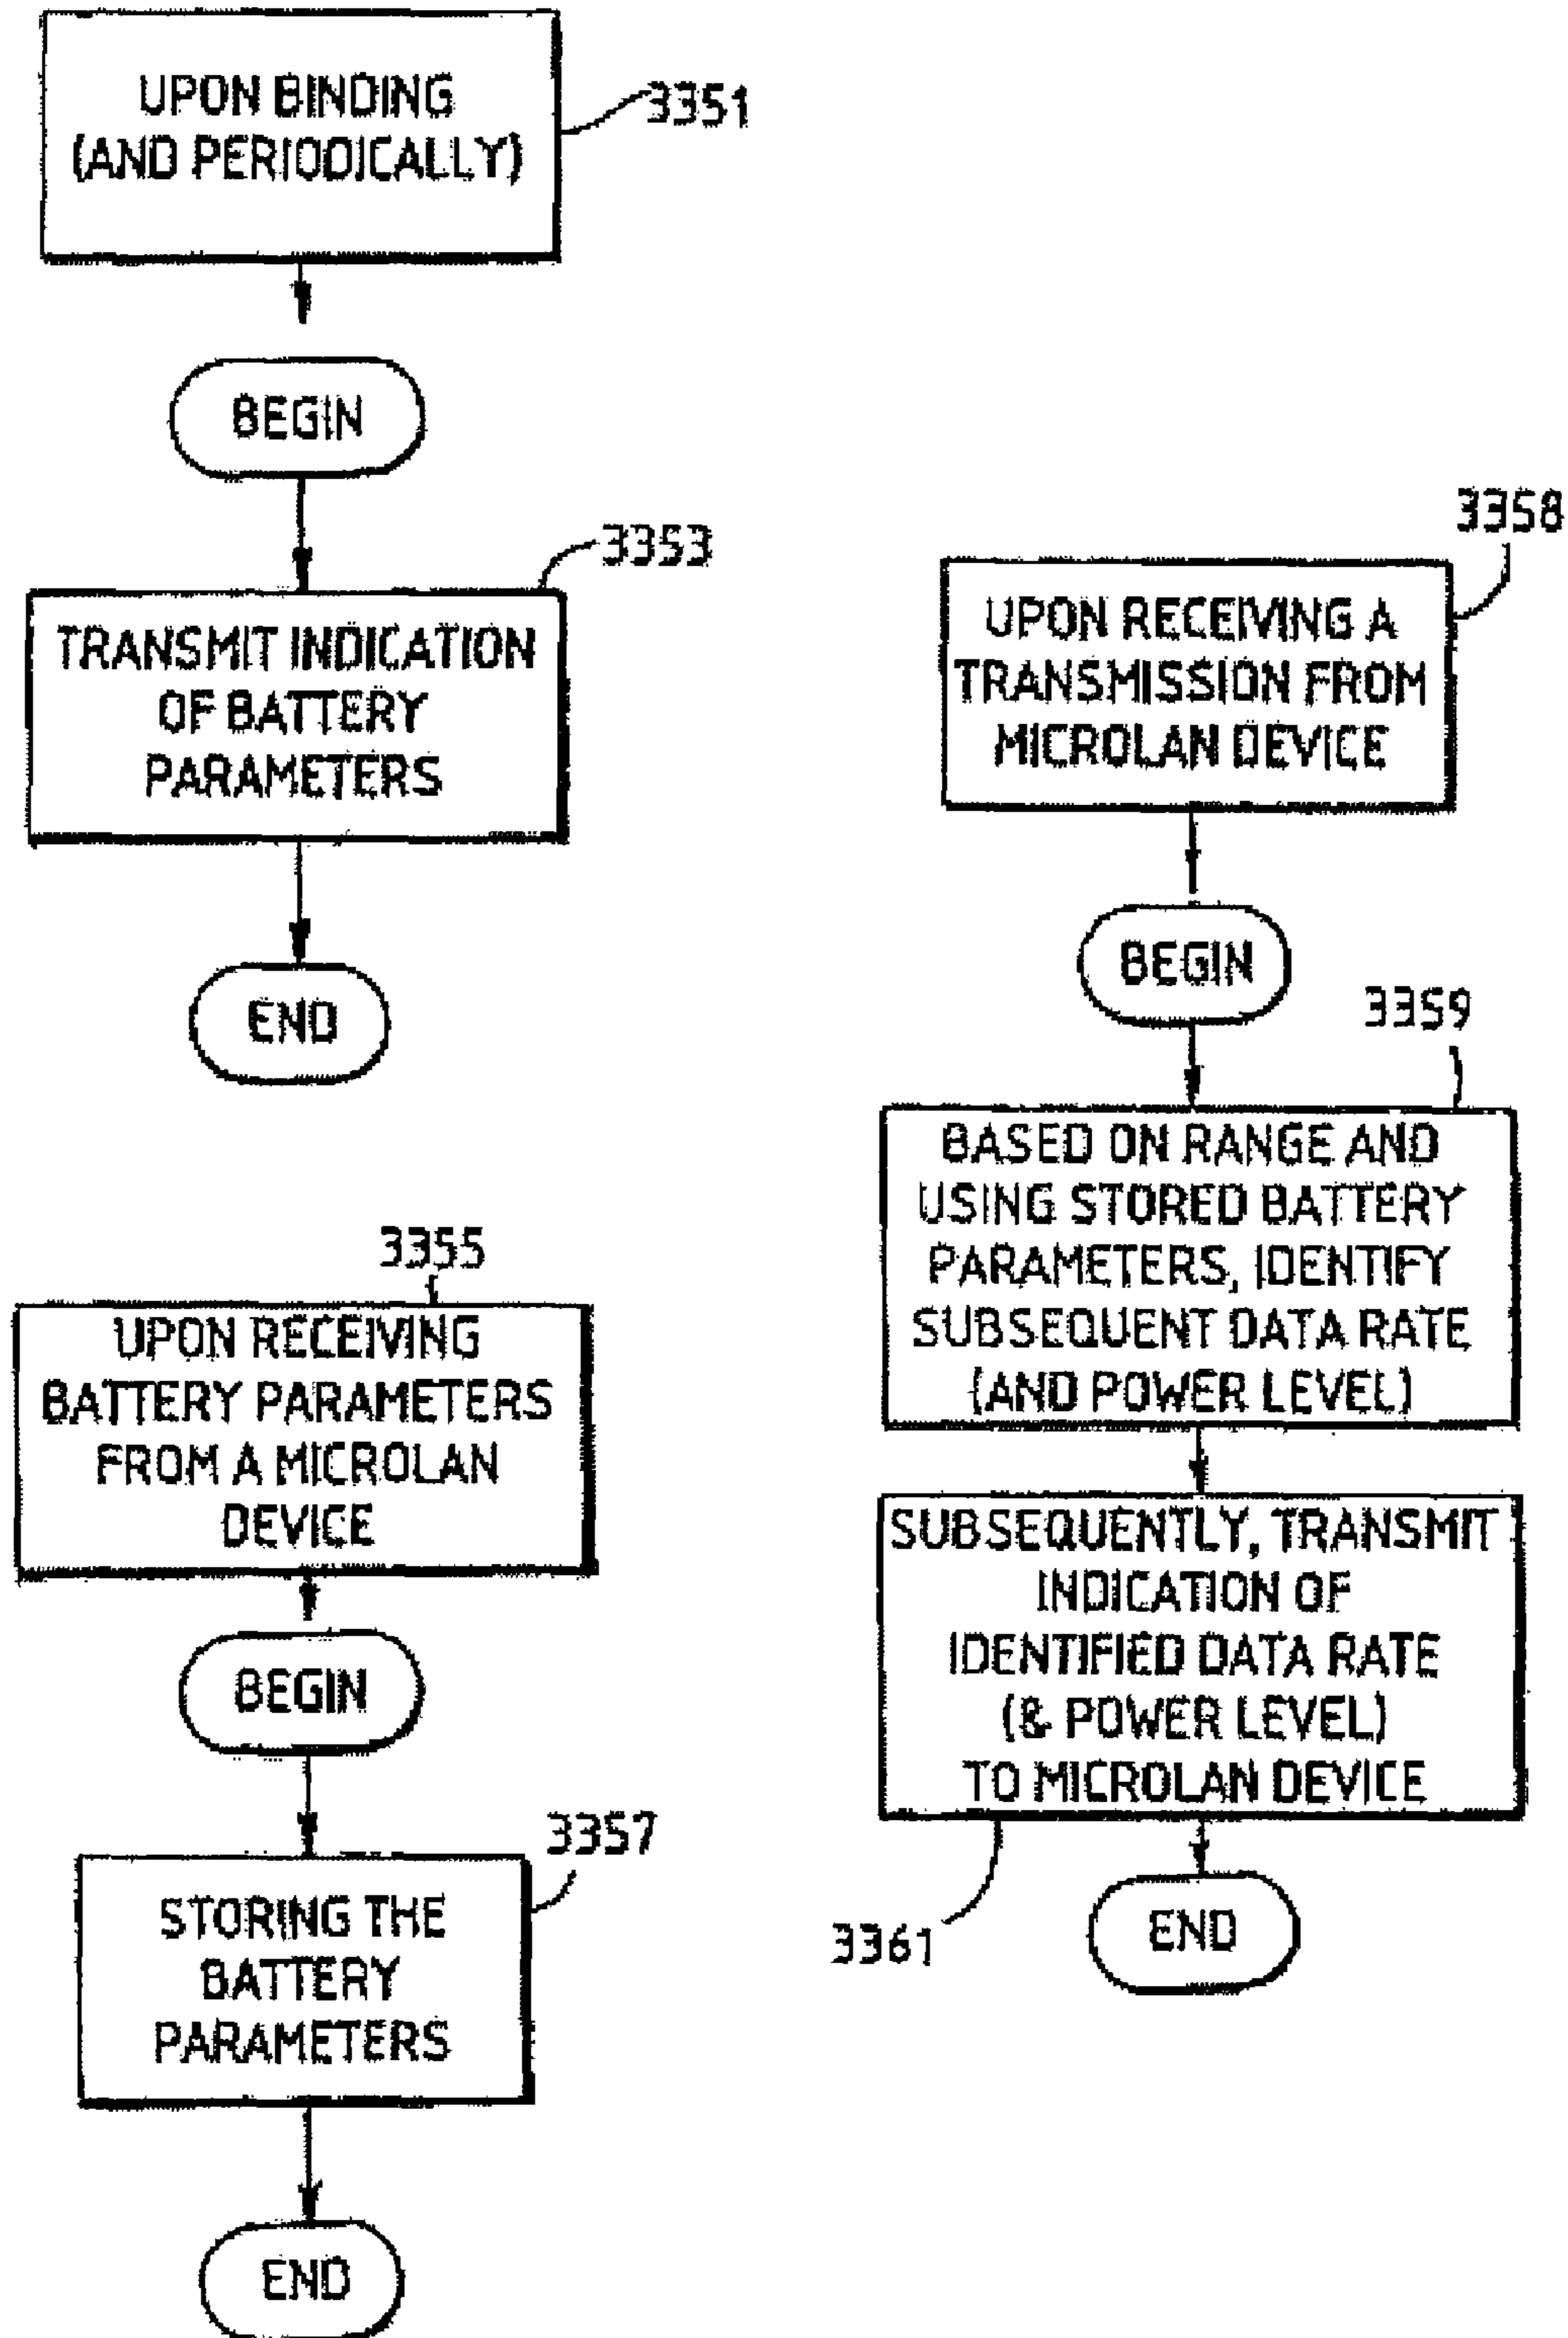 UPON BINDING
(AND PERIODICALLY)
3351
BEGIN
3353
TRANSMIT INDICATION
OF BATTERY
PARAMETERS
END
3355
UPON RECEIVING
BATTERY PARAMETERS
FROM A MICROLAN
DEVICE
BEGIN
3357
STORING THE
BATTERY
PARAMETERS
END
3358
UPON RECEIVING A
TRANSMISSION FROM
MICROLAN DEVICE
BEGIN
3359
BASED ON RANGE AND
USING STORED BATTERY
PARAMETERS, IDENTIFY
SUBSEQUENT DATA RATE
(AND POWER LEVEL)
SUBSEQUENTLY, TRANSMIT
INDICATION OF
IDENTIFIED DATA RATE
(& POWER LEVEL)
TO MICROLAN DEVICE
3361
END